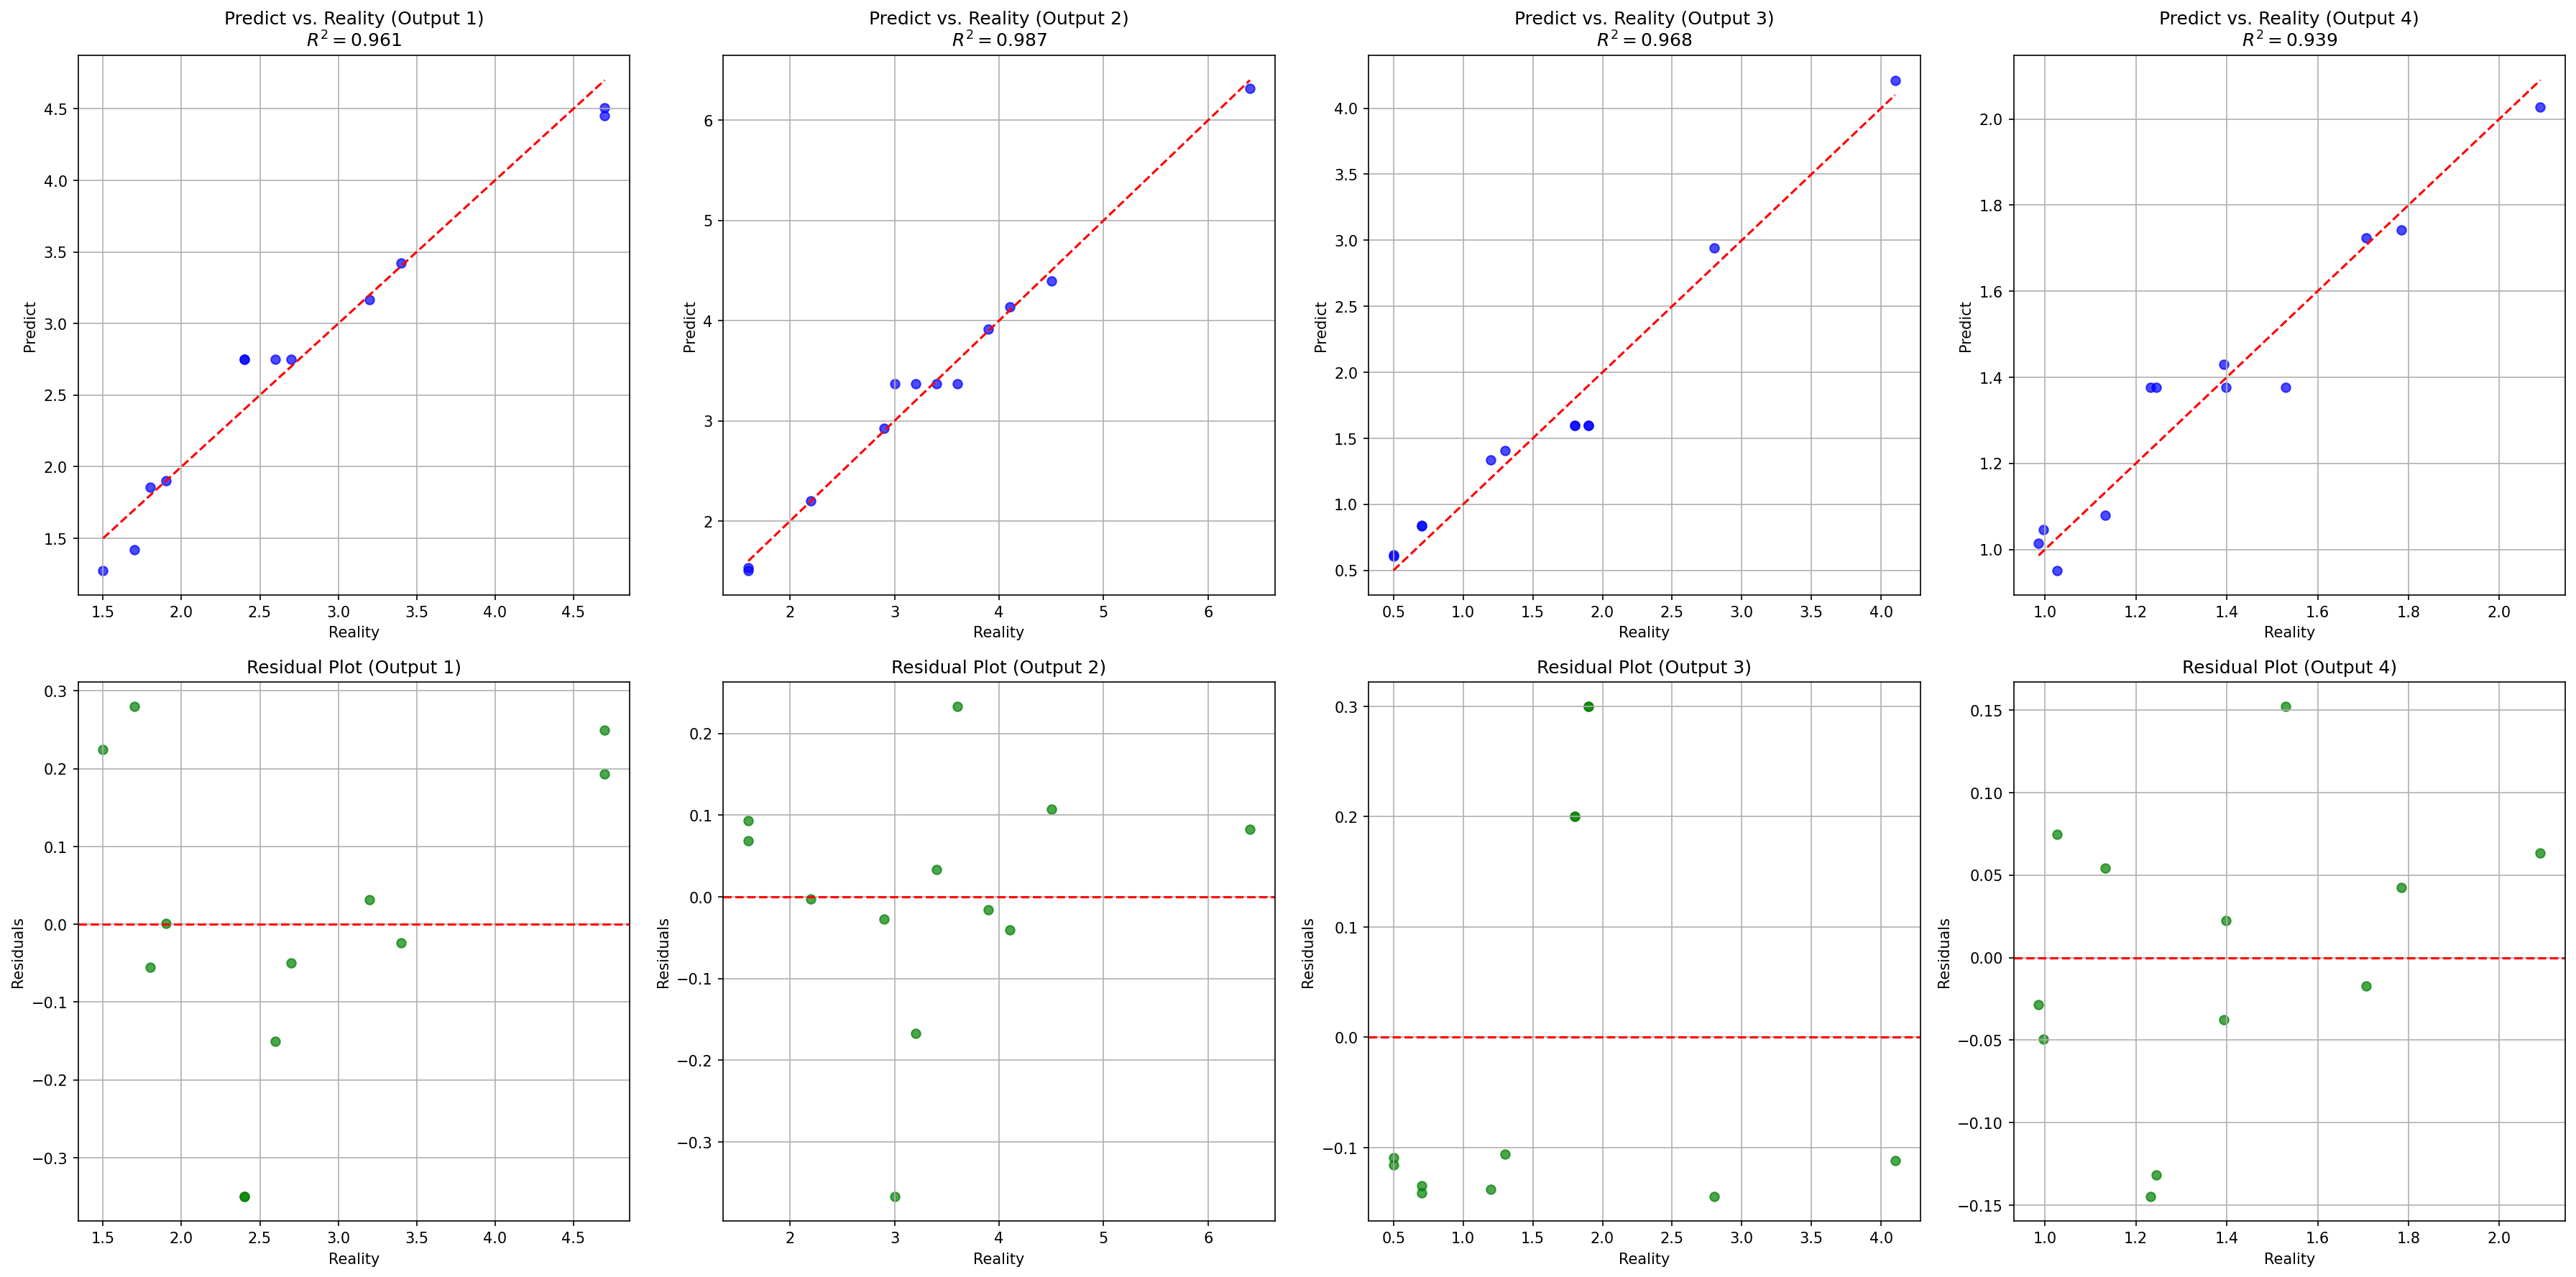 Predict vs. Reality (Output 1)
R² = 0.961
Predict
4.5
4.0
3.5
3.0
2.5
2.0
1.5
1.5 2.0 2.5 3.0 3.5 4.0 4.5
Reality
Predict vs. Reality (Output 2)
R² = 0.987
Predict
6
5
4
3
2
2 3 4 5 6
Reality
Predict vs. Reality (Output 3)
R² = 0.968
Predict
4.0
3.5
3.0
2.5
2.0
1.5
1.0
0.5
0.5 1.0 1.5 2.0 2.5 3.0 3.5 4.0
Reality
Predict vs. Reality (Output 4)
R² = 0.939
Predict
2.0
1.8
1.6
1.4
1.2
1.0
1.0 1.2 1.4 1.6 1.8 2.0
Reality
Residual Plot (Output 1)
Residuals
0.3
0.2
0.1
0.0
−0.1
−0.2
−0.3
1.5 2.0 2.5 3.0 3.5 4.0 4.5
Reality
Residual Plot (Output 2)
Residuals
0.2
0.1
0.0
−0.1
−0.2
−0.3
2 3 4 5 6
Reality
Residual Plot (Output 3)
Residuals
0.3
0.2
0.1
0.0
−0.1
0.5 1.0 1.5 2.0 2.5 3.0 3.5 4.0
Reality
Residual Plot (Output 4)
Residuals
0.15
0.10
0.05
0.00
−0.05
−0.10
−0.15
1.0 1.2 1.4 1.6 1.8 2.0
Reality